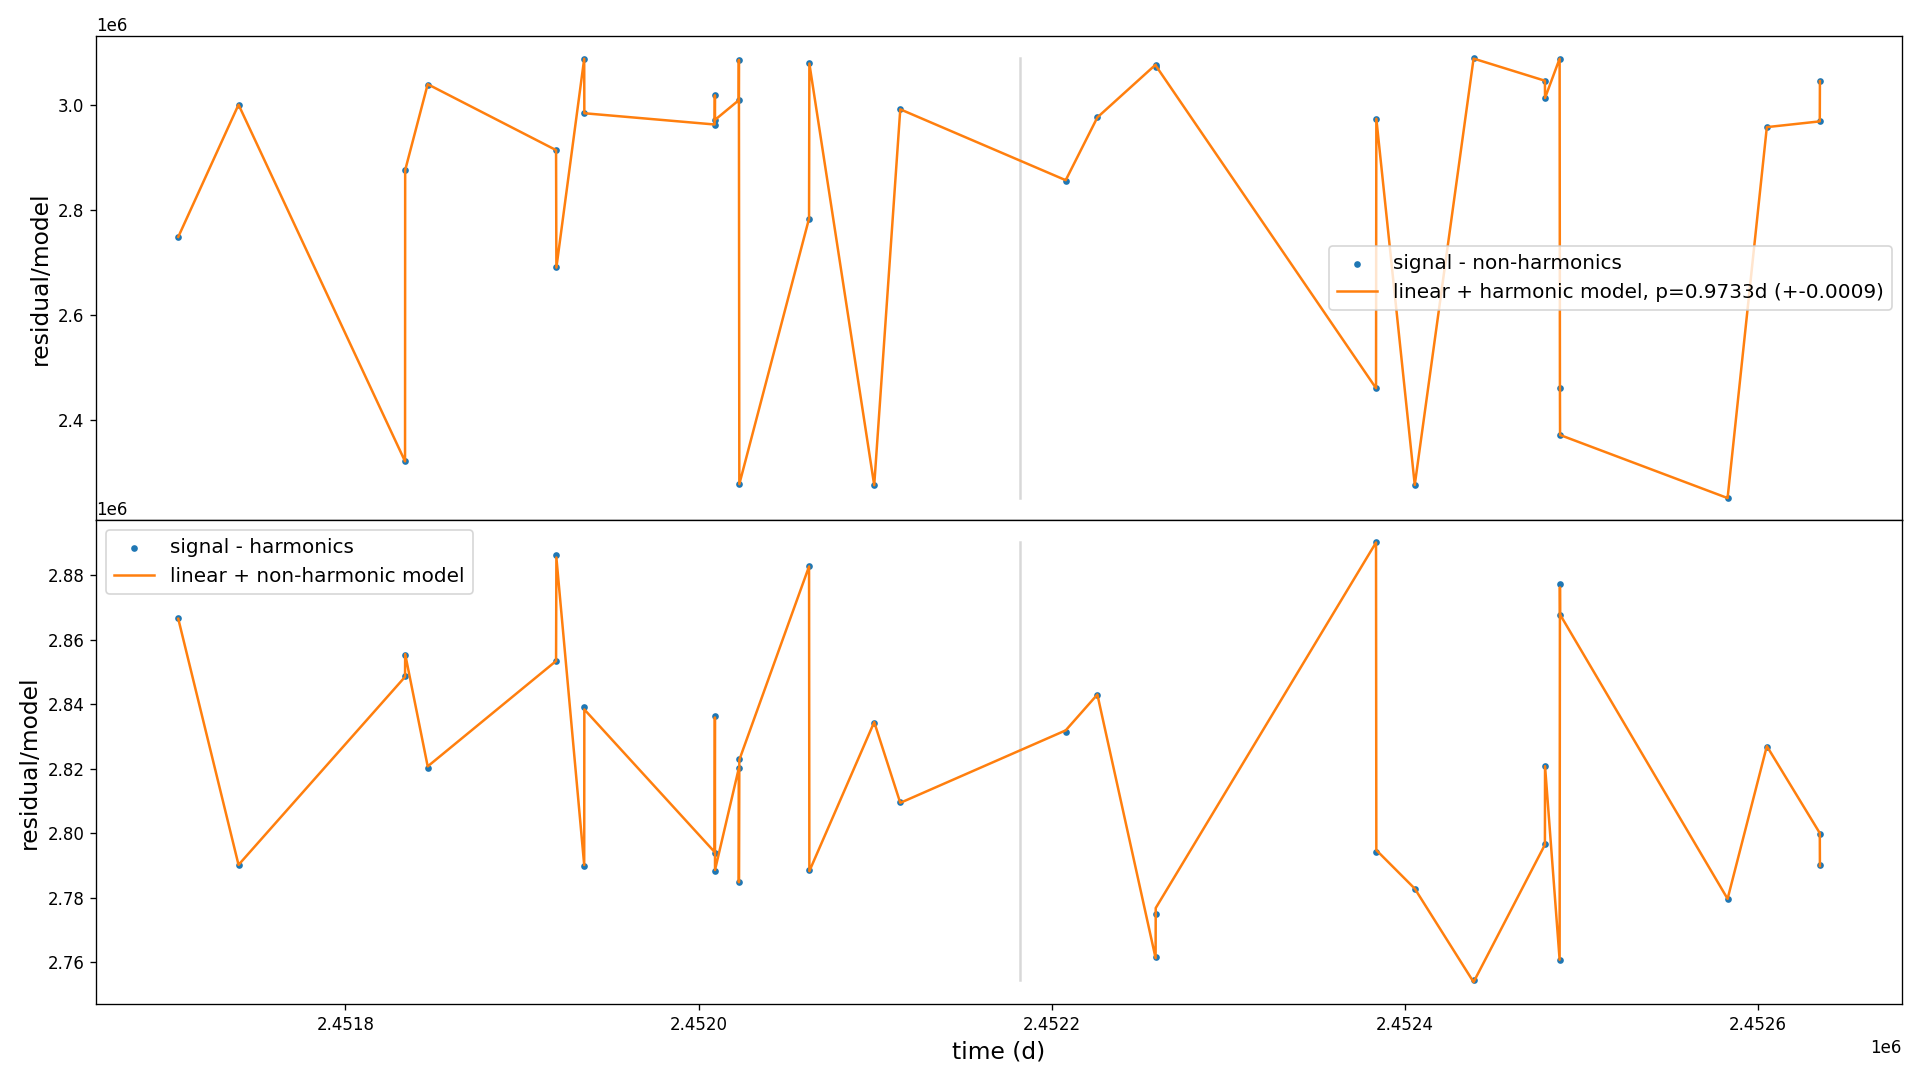 1e6
3.0
2.8
2.6
2.4
residual/model
signal - non-harmonics
linear + harmonic model, p=0.9733d (+-0.0009)
1e6
signal - harmonics
linear + non-harmonic model
2.88
2.86
2.84
2.82
2.80
2.78
2.76
residual/model
2.4518 2.4520 2.4522 2.4524 2.4526
time (d)
1e6